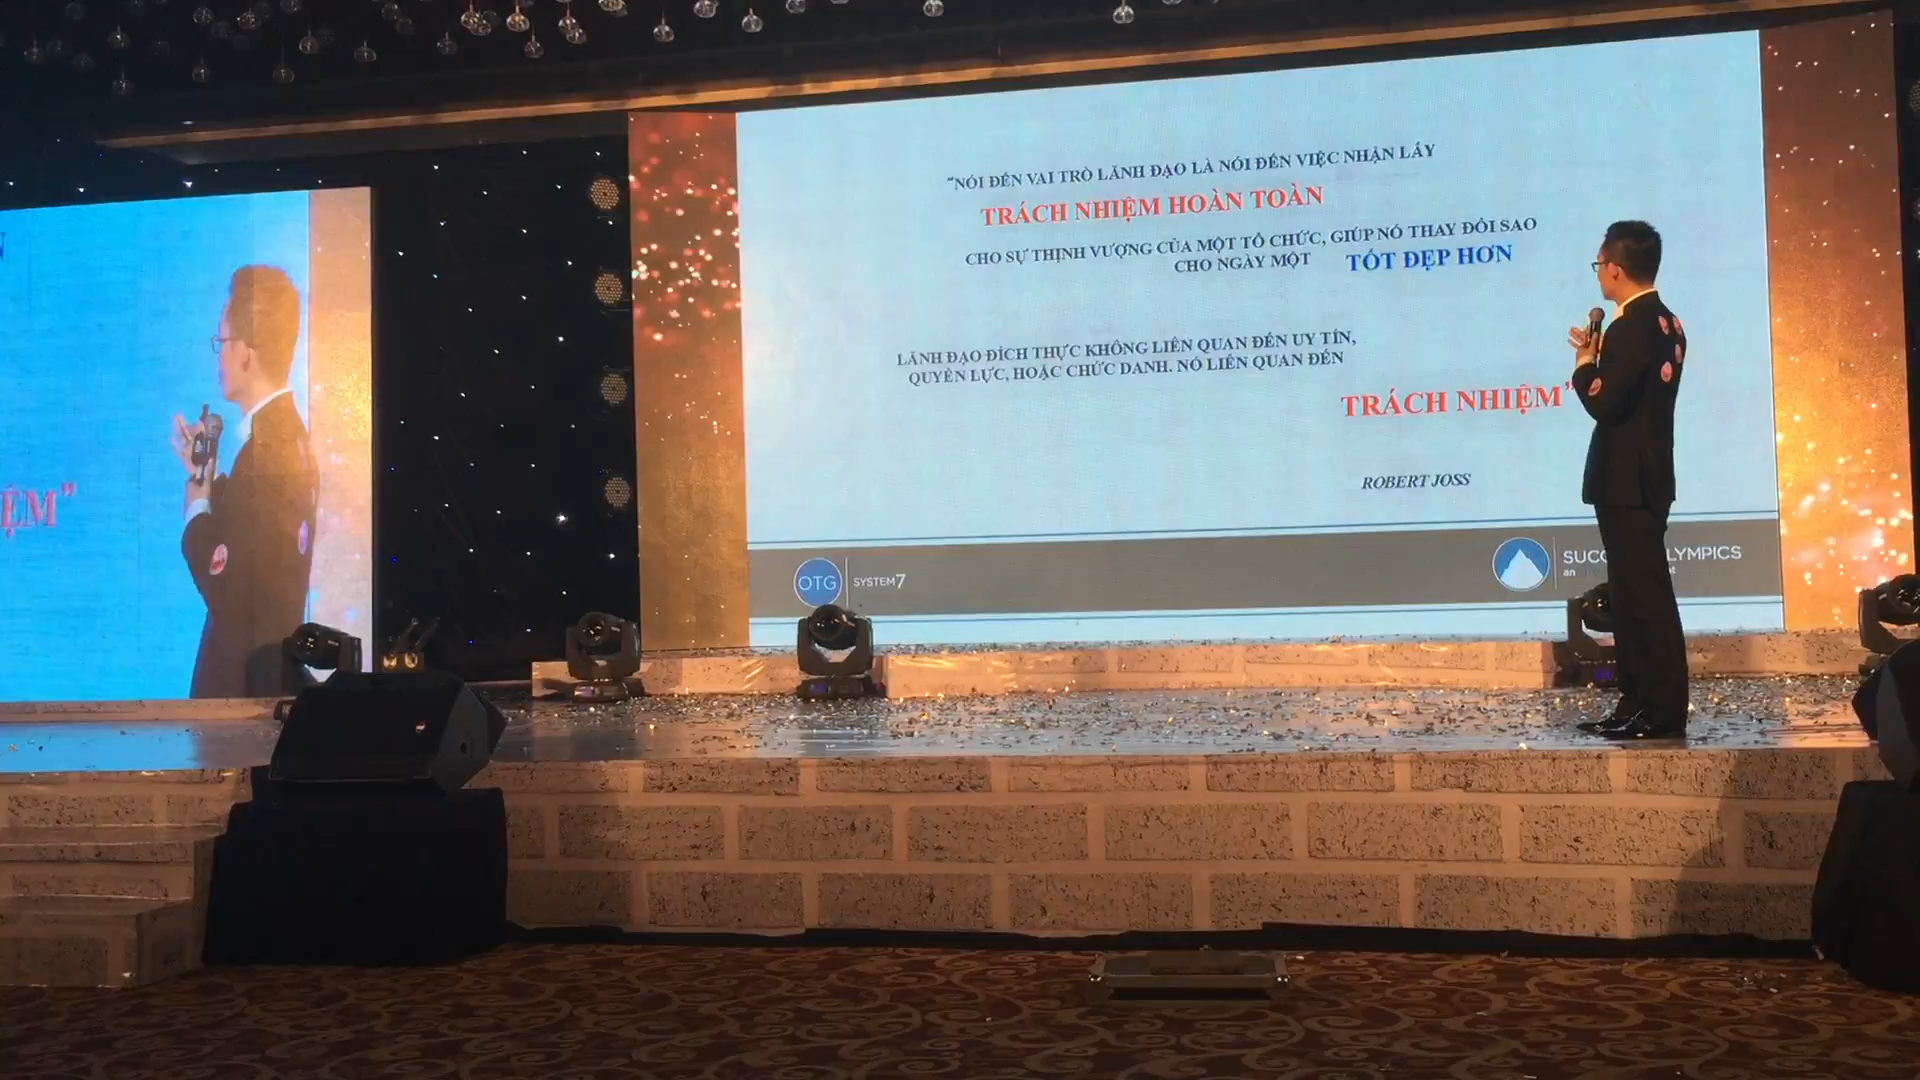 “NÓI ĐẾN VAI TRÒ LÃNH ĐẠO LÀ NÓI ĐẾN VIỆC NHẬN LẤY
TRÁCH NHIỆM HOÀN TOÀN
CHO SỰ THỊNH VƯỢNG CỦA MỘT TỔ CHỨC, GIÚP NÓ THAY ĐỔI SAO
CHO NGÀY MỘT TỐT ĐẸP HƠN
LÃNH ĐẠO ĐÍCH THỰC KHÔNG LIÊN QUAN ĐẾN UY TÍN,
QUYỀN LỰC, HOẶC CHỨC DANH. NÓ LIÊN QUAN ĐẾN
TRÁCH NHIỆM”
ROBERT JOSS
OTG SYSTEM7
an